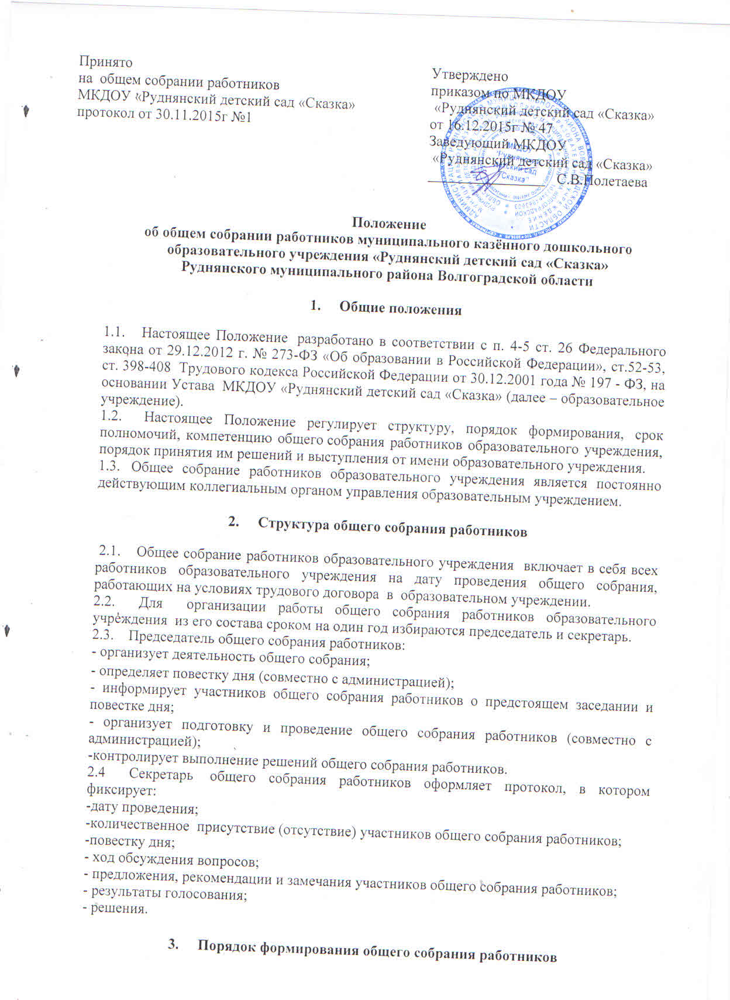 Принято
на общем собрании работников
МКДОУ «Руднянский детский сад «Сказка»
протокол от 30.11.2015г №1
Утверждено
приказом по МКДОУ
«Руднянский детский сад «Сказка»
от 16.12.2015г № 47
Заведующий МКДОУ
«Руднянский детский сад «Сказка»
С.В.Полетаева
МКДОУ
"Руднянский
детский сад
"Сказка"
Положение
об общем собрании работников муниципального казённого дошкольного
образовательного учреждения «Руднянский детский сад «Сказка»
Руднянского муниципального района Волгоградской области
1. Общие положения
1.1. Настоящее Положение разработано в соответствии с п. 4-5 ст. 26 Федерального
закона от 29.12.2012 г. № 273-ФЗ «Об образовании в Российской Федерации», ст.52-53,
ст. 398-408 Трудового кодекса Российской Федерации от 30.12.2001 года № 197 - ФЗ, на
основании Устава МКДОУ «Руднянский детский сад «Сказка» (далее – образовательное
учреждение).
1.2. Настоящее Положение регулирует структуру, порядок формирования, срок
полномочий, компетенцию общего собрания работников образовательного учреждения,
порядок принятия им решений и выступления от имени образовательного учреждения.
1.3. Общее собрание работников образовательного учреждения является постоянно
действующим коллегиальным органом управления образовательным учреждением.
2. Структура общего собрания работников
2.1. Общее собрание работников образовательного учреждения включает в себя всех
работников образовательного учреждения на дату проведения общего собрания,
работающих на условиях трудового договора в образовательном учреждении.
2.2. Для организации работы общего собрания работников образовательного
учреждения из его состава сроком на один год избираются председатель и секретарь.
2.3. Председатель общего собрания работников:
- организует деятельность общего собрания;
- определяет повестку дня (совместно с администрацией);
- информирует участников общего собрания работников о предстоящем заседании и
повестке дня;
- организует подготовку и проведение общего собрания работников (совместно с
администрацией);
-контролирует выполнение решений общего собрания работников.
2.4 Секретарь общего собрания работников оформляет протокол, в котором
фиксирует:
-дату проведения;
-количественное присутствие (отсутствие) участников общего собрания работников;
-повестку дня;
- ход обсуждения вопросов;
- предложения, рекомендации и замечания участников общего собрания работников;
- результаты голосования;
- решения.
3. Порядок формирования общего собрания работников